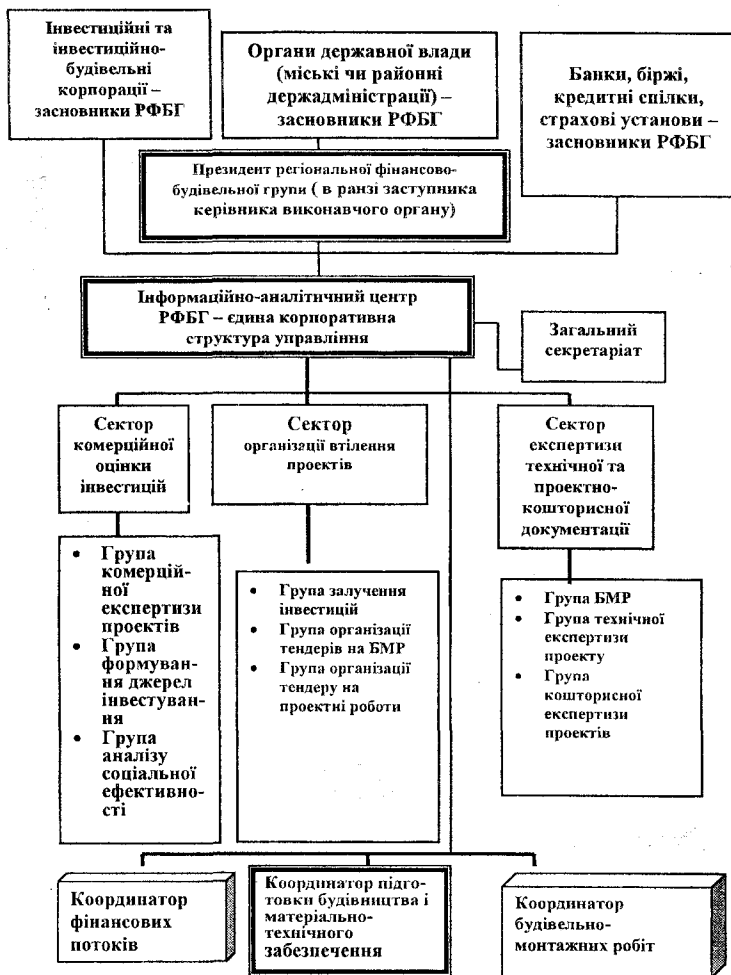 Інвестиційні та
інвестиційно-
будівельні
корпорації –
засновники РФБГ
Органи державної влади
(міські чи районні
держадміністрації) –
засновники РФБГ
Банки, біржі,
кредитні спілки,
страхові установи –
засновники РФБГ
Президент регіональної фінансово-
будівельної групи ( в ранзі заступника
керівника виконавчого органу)
Інформаційно-аналітичний центр
РФБГ – єдина корпоративна
структура управління
Загальний
секретаріат
Сектор
комерційної
оцінки
інвестицій
Сектор
організації втілення
проектів
Сектор
експертизи
технічної та
проектно-
кошторисної
документації
• Група
комерцій-
ної
експертизи
проектів
• Група
формуван-
ня джерел
інвестуван-
ня
• Група
аналізу
соціальної
ефективно-
сті
• Група залучення
інвестицій
• Група організації
тендерів на БМР
• Група організації
тендеру на
проектні роботи
• Група БМР
• Група технічної
експертизи
проекту
• Група
кошторисної
експертизи
проектів
Координатор
фінансових
потоків
Координатор підго-
товки будівництва і
матеріально-
технічного
забезпечення
Координатор
будівельно-
монтажних робіт